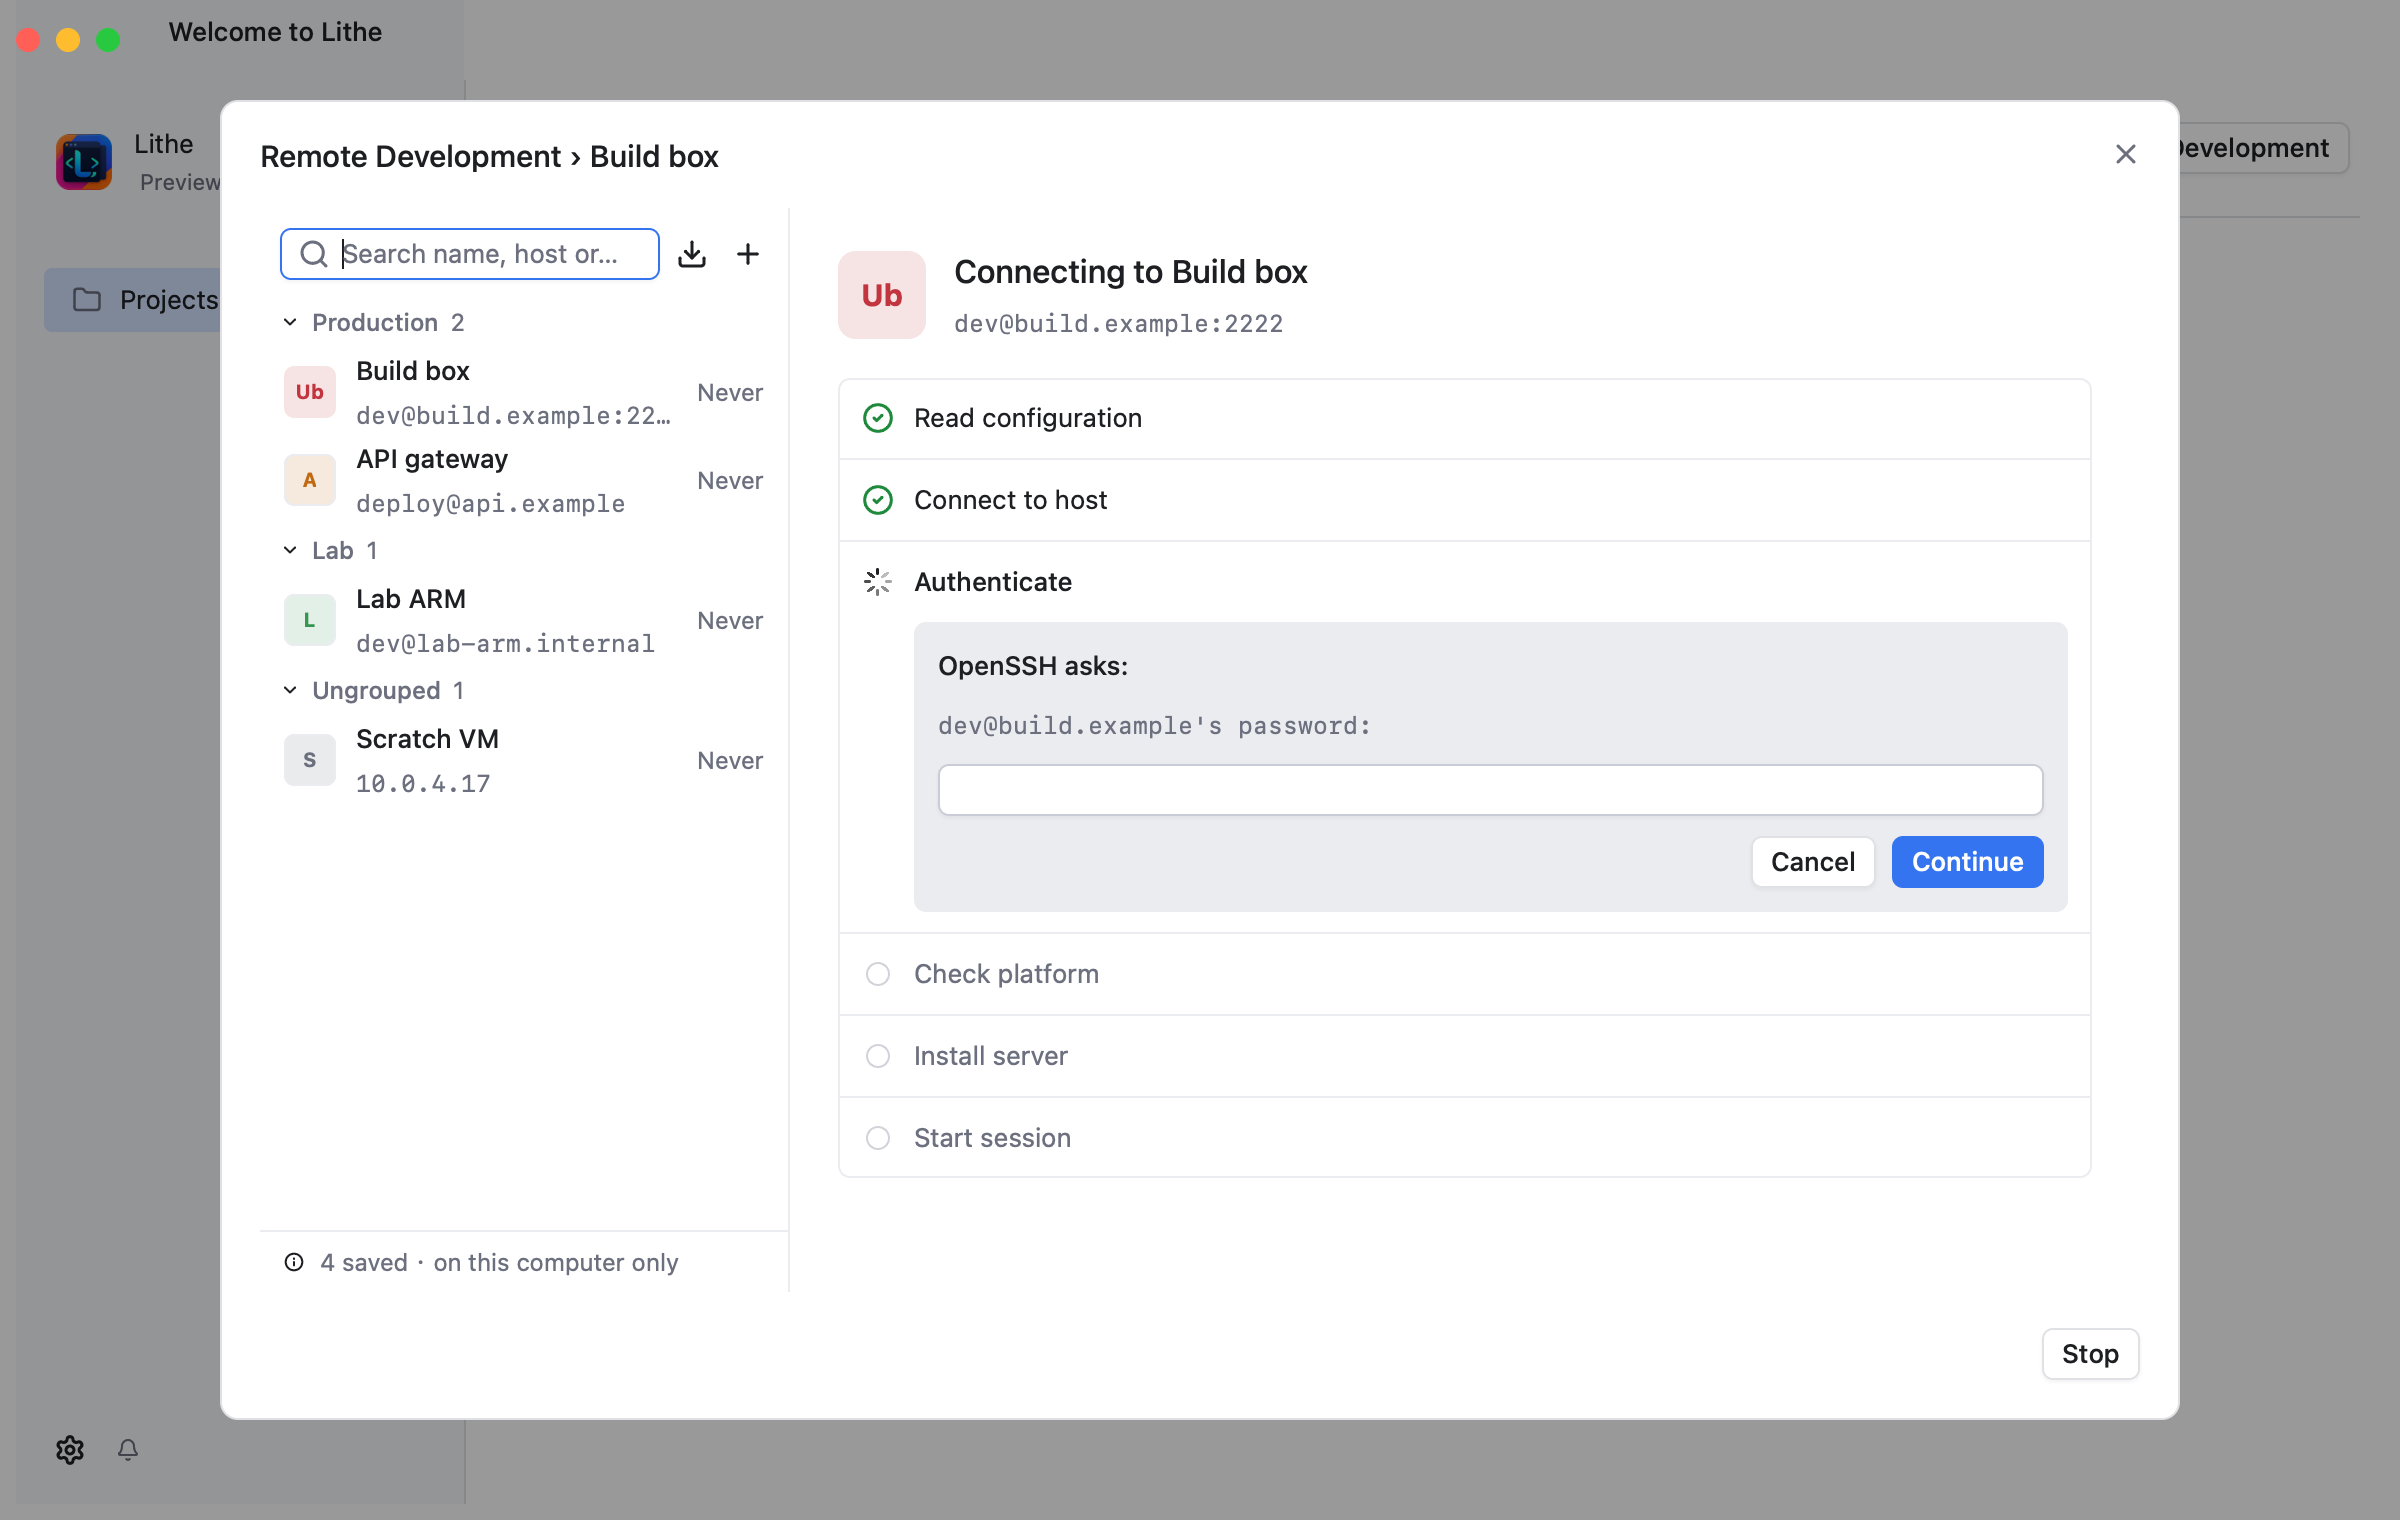 Welcome to Lithe
Lithe
Preview
Projects
Development
Remote Development › Build box
Search name, host or...
Production 2
Ub
Build box
dev@build.example:22…
Never
A
API gateway
deploy@api.example
Never
Lab 1
L
Lab ARM
dev@lab-arm.internal
Never
Ungrouped 1
S
Scratch VM
10.0.4.17
Never
4 saved · on this computer only
Ub
Connecting to Build box
dev@build.example:2222
Read configuration
Connect to host
Authenticate
OpenSSH asks:
dev@build.example's password:
Cancel
Continue
Check platform
Install server
Start session
Stop